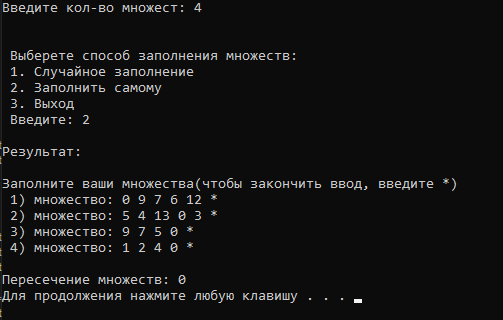 Введите кол-во множест: 4
Выберете способ заполнения множеств:
1. Случайное заполнение
2. Заполнить самому
3. Выход
Введите: 2
Результат:
Заполните ваши множества(чтобы закончить ввод, введите *)
1) множество: 0 9 7 6 12 *
2) множество: 5 4 13 0 3 *
3) множество: 9 7 5 0 *
4) множество: 1 2 4 0 *
Пересечение множеств: 0
Для продолжения нажмите любую клавишу . . .